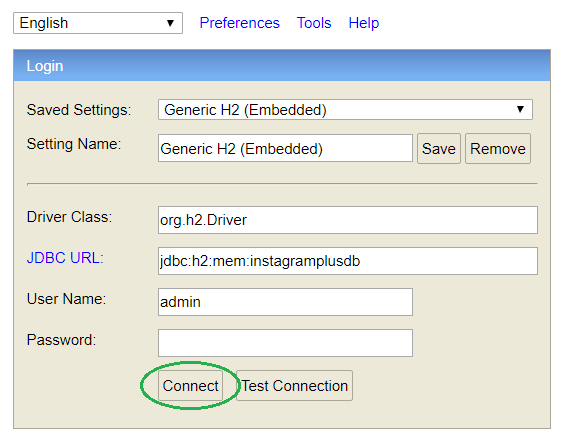 English Preferences Tools Help
Login
Saved Settings: Generic H2 (Embedded)
Setting Name: Generic H2 (Embedded) Save Remove
Driver Class: org.h2.Driver
JDBC URL: jdbc:h2:mem:instagramplusdb
User Name: admin
Password:
Connect Test Connection